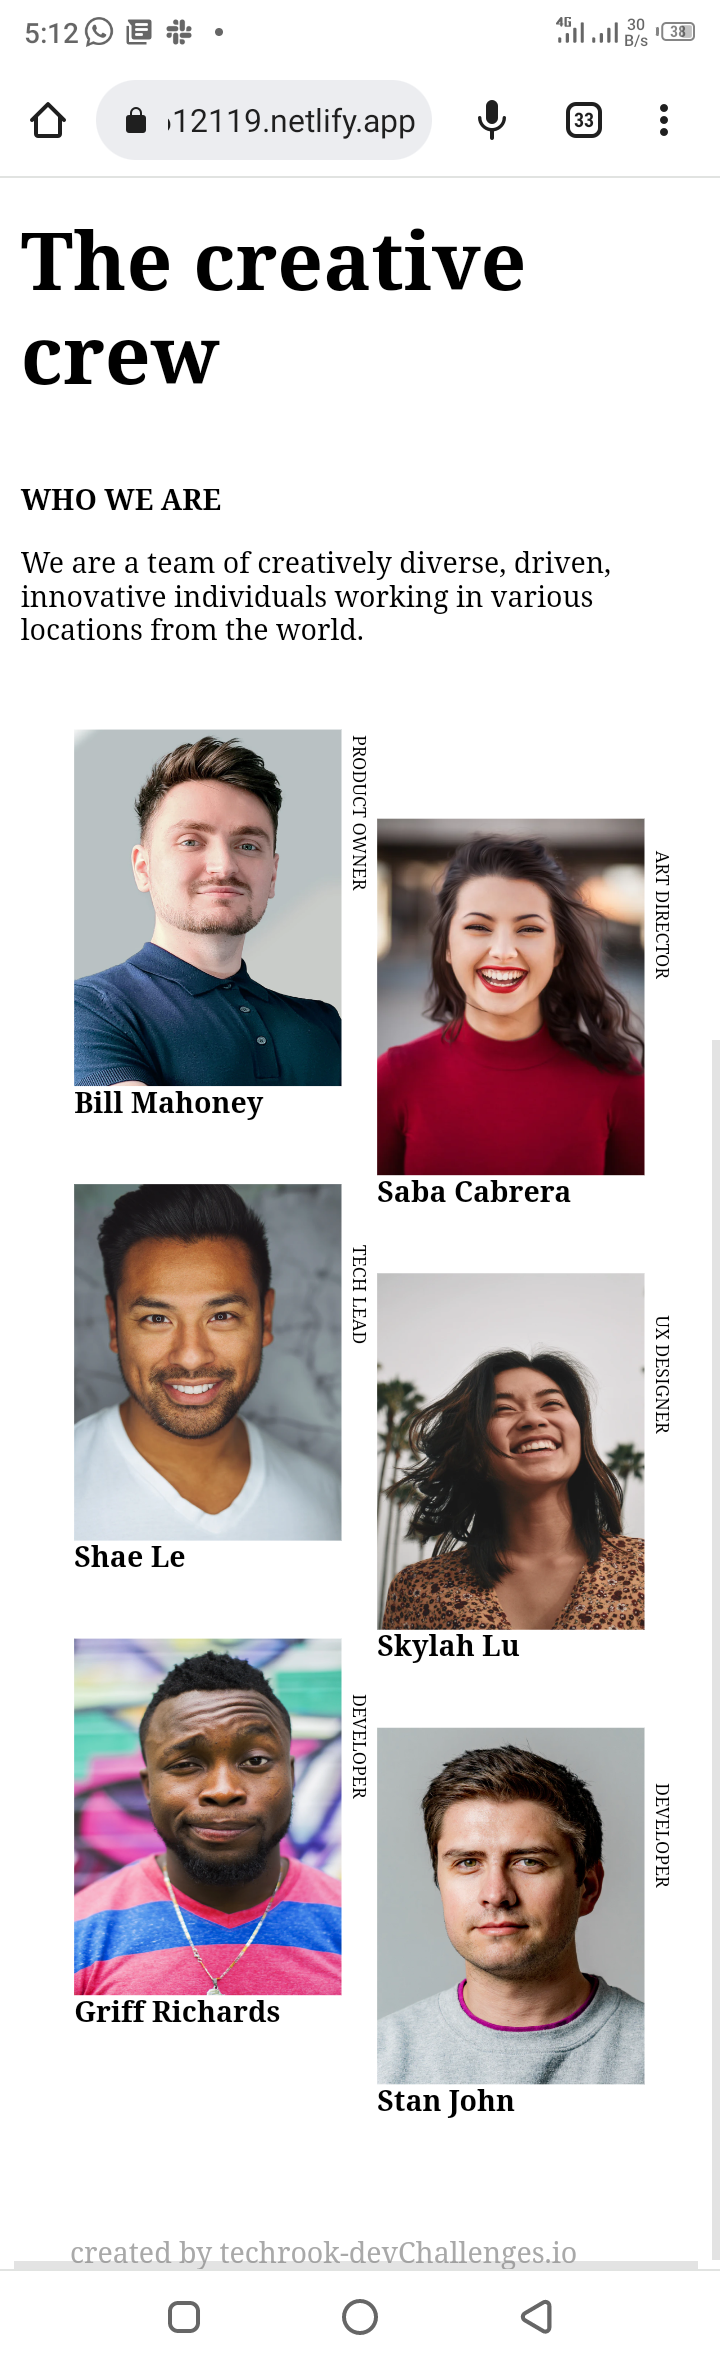 5:12
4G
30
B/s
38
12119.netlify.app
33
The creative
crew
WHO WE ARE
We are a team of creatively diverse, driven,
innovative individuals working in various
locations from the world.
PRODUCT OWNER
Bill Mahoney
ART DIRECTOR
Saba Cabrera
TECH LEAD
Shae Le
UX DESIGNER
Skylah Lu
DEVELOPER
Griff Richards
DEVELOPER
Stan John
created by techrook-devChallenges.io